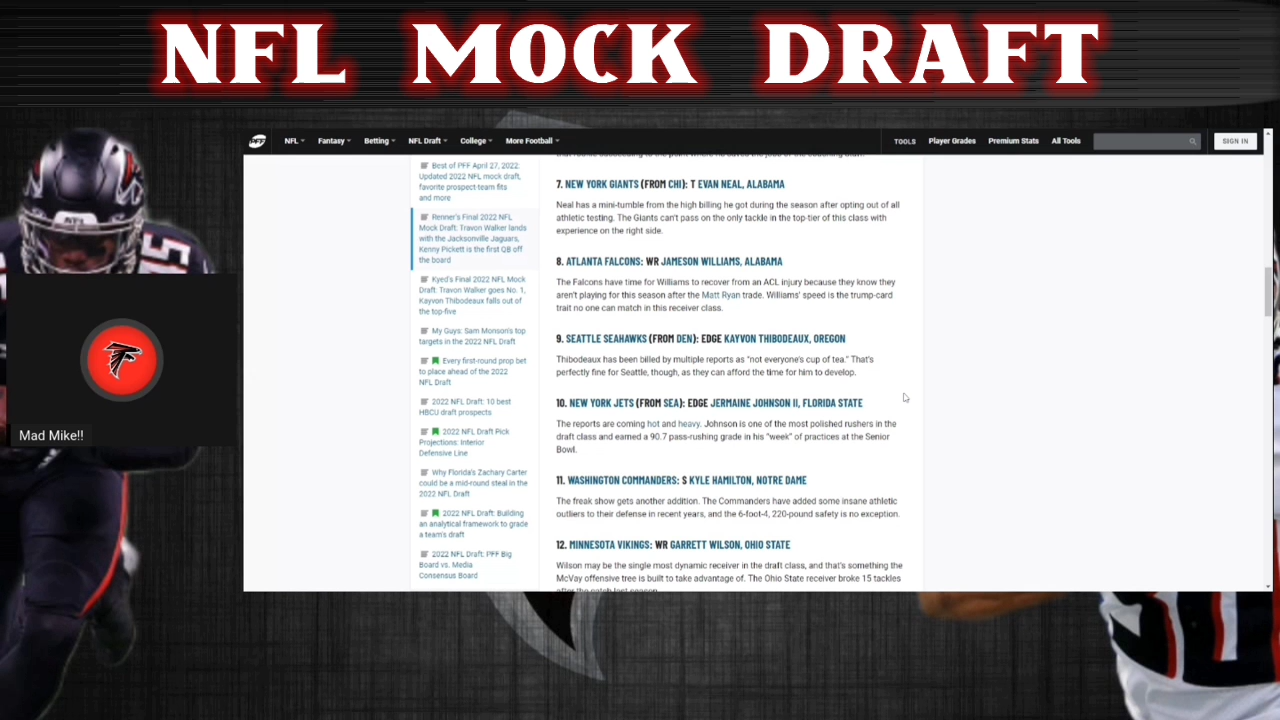 NFL MOCK DRAFT
PFF
NFL
Fantasy
Betting
NFL Draft
College
More Football
TOOLS
Player Grades
Premium Stats
All Tools
SIGN IN
Best of PFF April 27, 2022:
Updated 2022 NFL mock draft,
favorite prospect-team fits
and more
Renner's Final 2022 NFL
Mock Draft: Travon Walker lands
with the Jacksonville Jaguars,
Kenny Pickett is the first QB off
the board
Kyed's Final 2022 NFL Mock
Draft: Travon Walker goes No. 1,
Kayvon Thibodeaux falls out of
the top-five
My Guys: Sam Monson's top
targets in the 2022 NFL Draft
Every first-round prop bet
to place ahead of the 2022
NFL Draft
2022 NFL Draft: 10 best
HBCU draft prospects
2022 NFL Draft Pick
Projections: Interior
Defensive Line
Why Florida's Zachary Carter
could be a mid-round steal in the
2022 NFL Draft
2022 NFL Draft: Building
an analytical framework to grade
a team's draft
2022 NFL Draft: PFF Big
Board vs. Media
Consensus Board
7. NEW YORK GIANTS (FROM CHI): T EVAN NEAL, ALABAMA
Neal has a mini-tumble from the high billing he got during the season after opting out of all
athletic testing. The Giants can't pass on the only tackle in the top-tier of this class with
experience on the right side.
8. ATLANTA FALCONS: WR JAMESON WILLIAMS, ALABAMA
The Falcons have time for Williams to recover from an ACL injury because they know they
aren't playing for this season after the Matt Ryan trade. Williams' speed is the trump-card
trait no one can match in this receiver class.
9. SEATTLE SEAHAWKS (FROM DEN): EDGE KAYVON THIBODEAUX, OREGON
Thibodeaux has been billed by multiple reports as "not everyone's cup of tea." That's
perfectly fine for Seattle, though, as they can afford the time for him to develop.
10. NEW YORK JETS (FROM SEA): EDGE JERMAINE JOHNSON II, FLORIDA STATE
The reports are coming hot and heavy. Johnson is one of the most polished rushers in the
draft class and earned a 90.7 pass-rushing grade in his "week" of practices at the Senior
Bowl.
11. WASHINGTON COMMANDERS: S KYLE HAMILTON, NOTRE DAME
The freak show gets another addition. The Commanders have added some insane athletic
outliers to their defense in recent years, and the 6-foot-4, 220-pound safety is no exception.
12. MINNESOTA VIKINGS: WR GARRETT WILSON, OHIO STATE
Wilson may be the single most dynamic receiver in the draft class, and that's something the
McVay offensive tree is built to take advantage of. The Ohio State receiver broke 15 tackles
after the catch last season.
Mad Mike!!